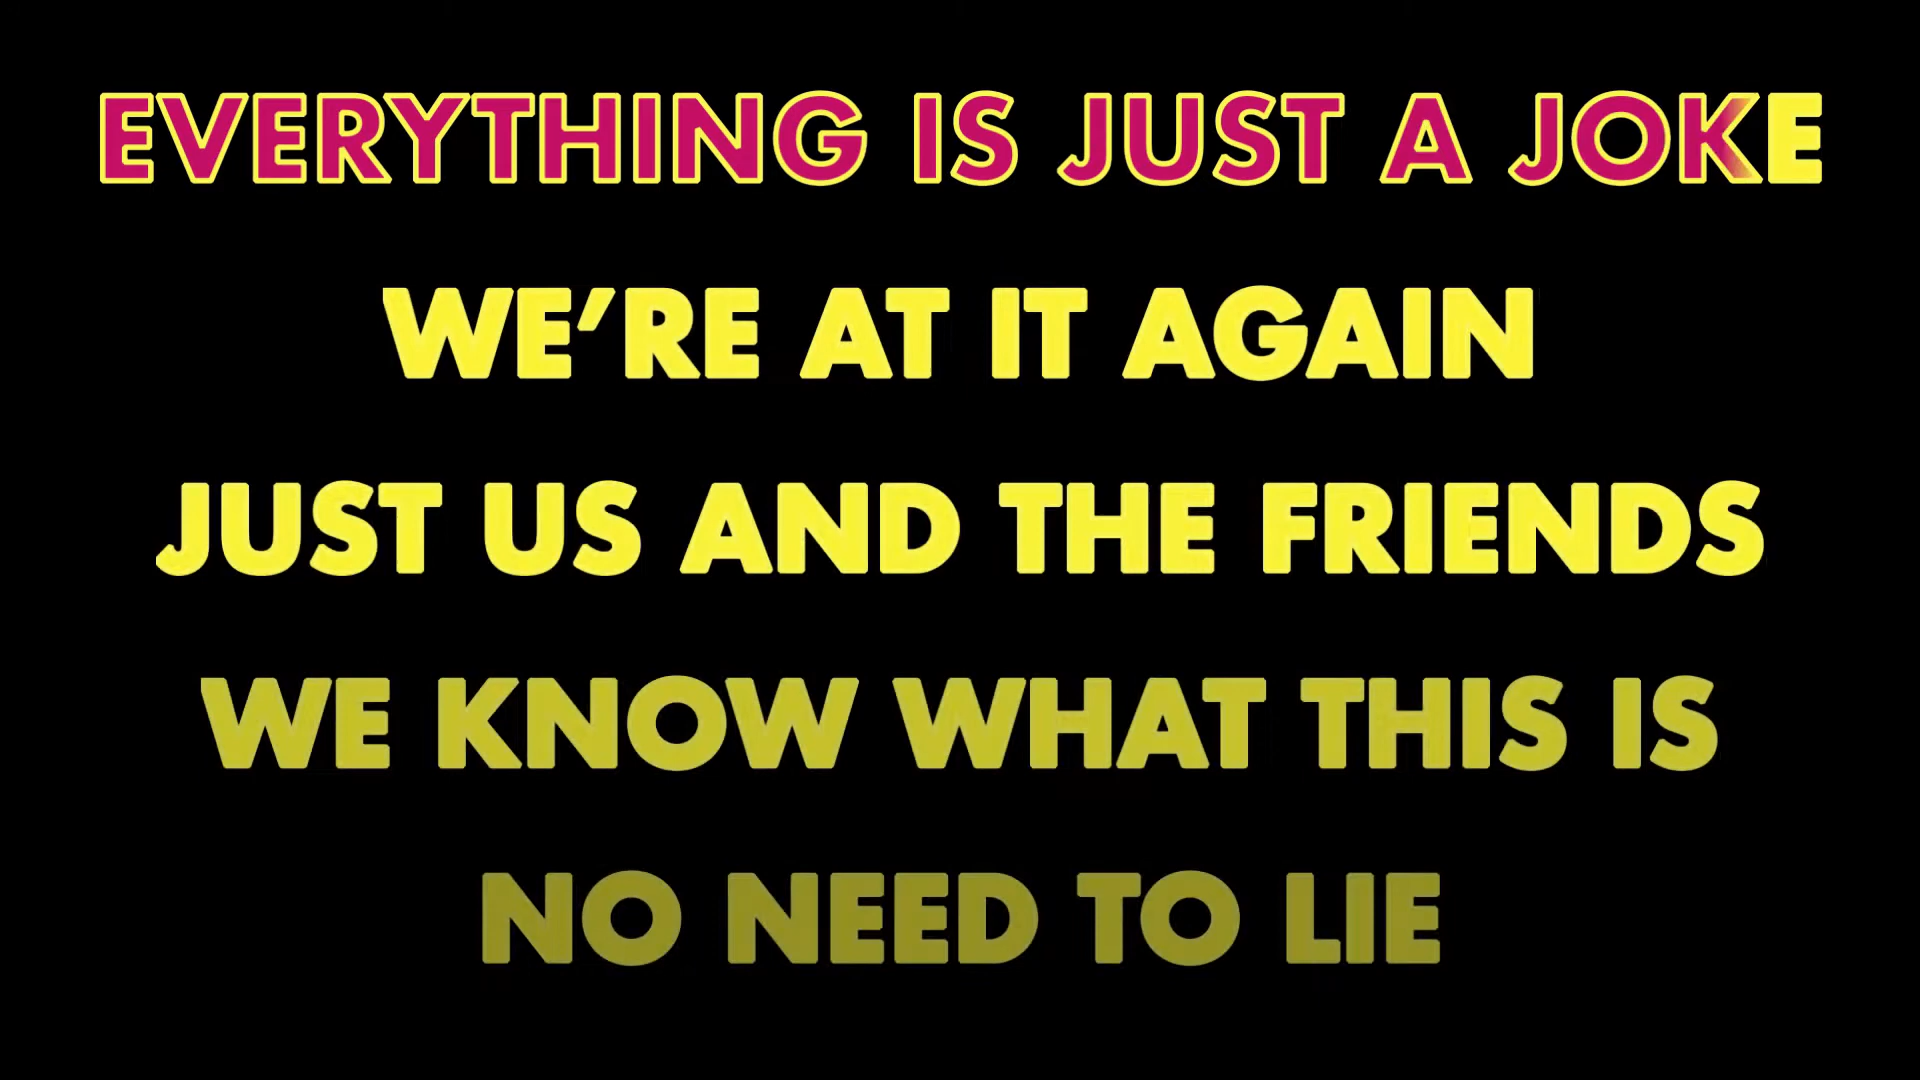 EVERYTHING IS JUST A JOKE
WE’RE AT IT AGAIN
JUST US AND THE FRIENDS
WE KNOW WHAT THIS IS
NO NEED TO LIE